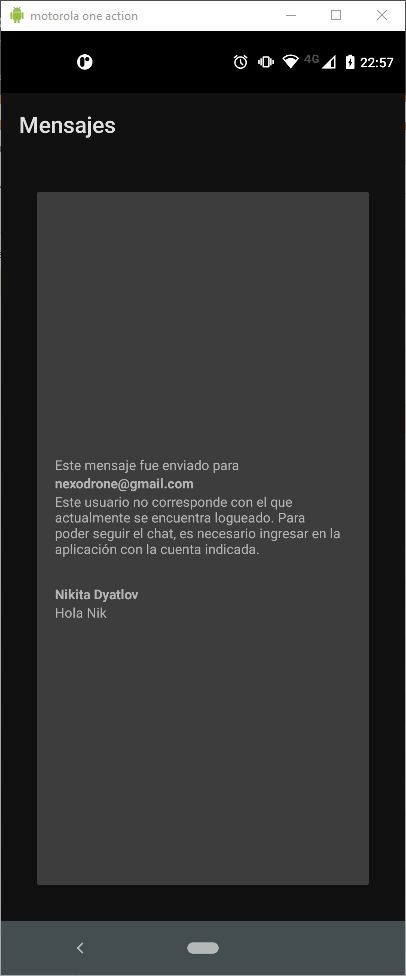 motorola one action
4G
22:57
Mensajes
Este mensaje fue enviado para
nexodrone@gmail.com
Este usuario no corresponde con el que
actualmente se encuentra logueado. Para
poder seguir el chat, es necesario ingresar en la
aplicación con la cuenta indicada.
Nikita Dyatlov
Hola Nik